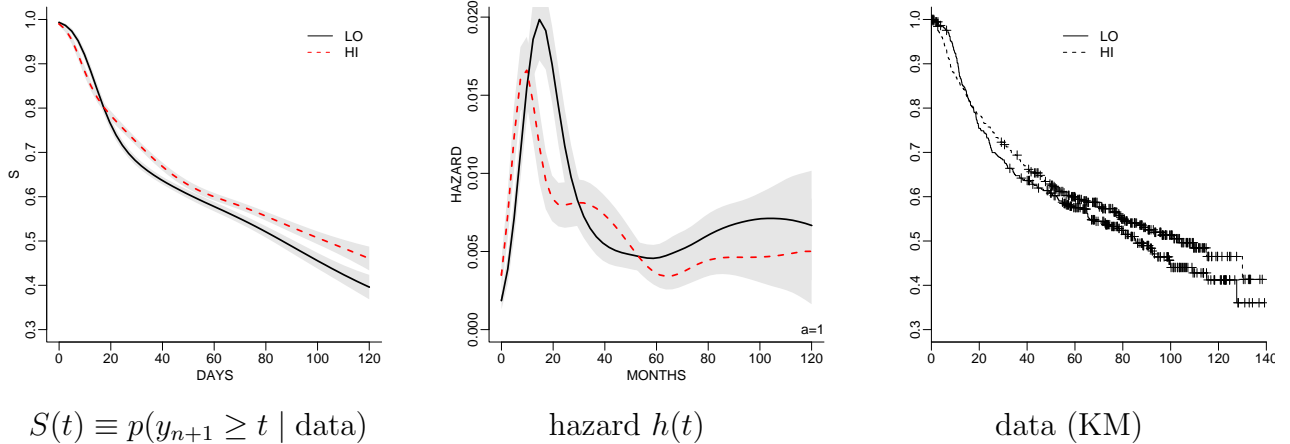 S
1.0
0.9
0.8
0.7
0.6
0.5
0.4
0.3
0 20 40 60 80 100 120
DAYS
LO
HI
HAZARD
0.020
0.015
0.010
0.005
0.000
0 20 40 60 80 100 120
MONTHS
a=1
1.0
0.9
0.8
0.7
0.6
0.5
0.4
0.3
0 20 40 60 80 100 120 140
LO
HI
S(t) ≡ p(yₙ₊₁ ≥ t | data)
hazard h(t)
data (KM)